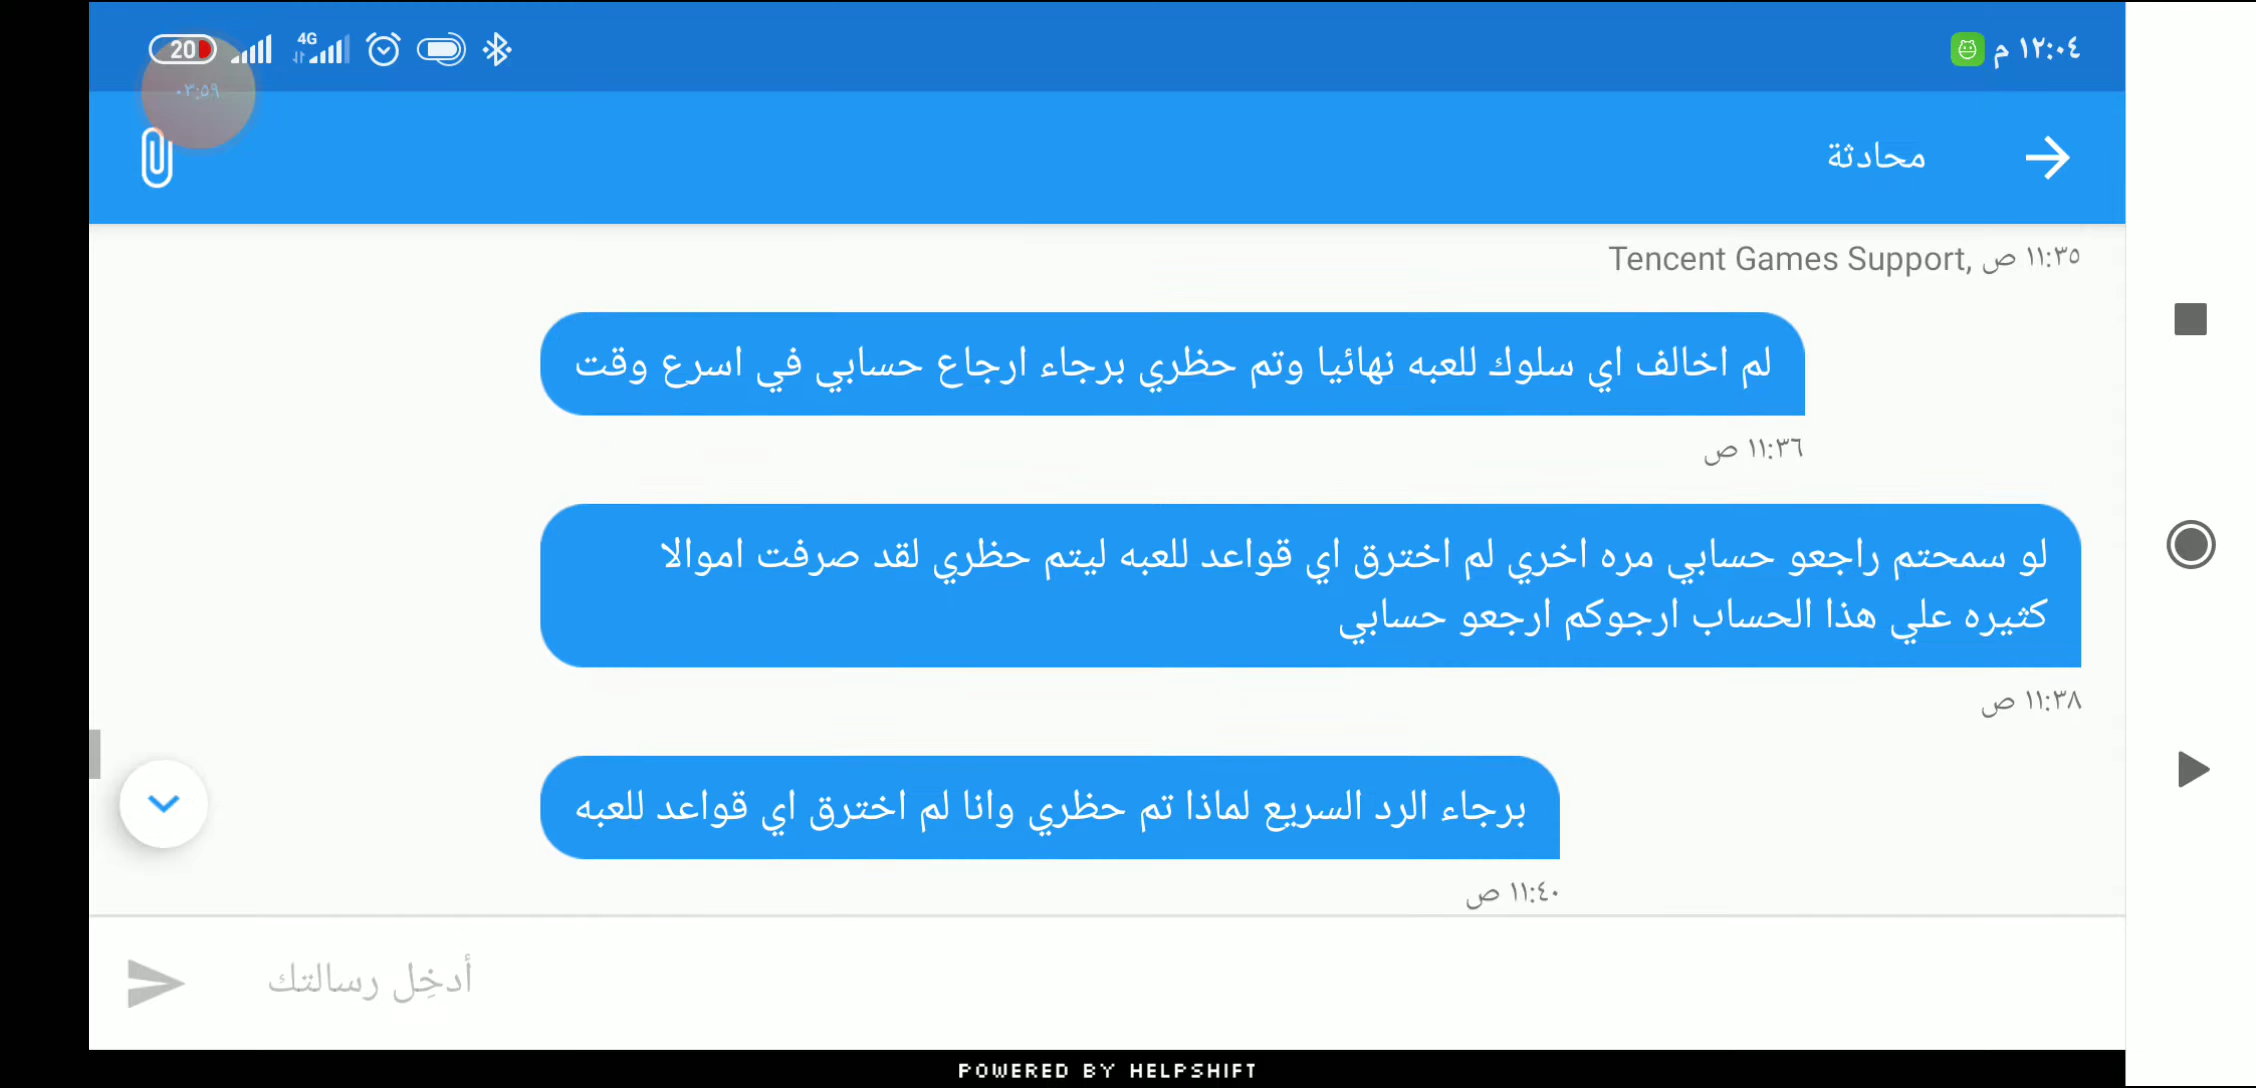 20
4G
١٢:٠٤ م
٠٣:٥٩
محادثة
Tencent Games Support, ١١:٣٥ ص
لم اخالف اي سلوك للعبه نهائيا وتم حظري برجاء ارجاع حسابي في اسرع وقت
١١:٣٦ ص
لو سمحتم راجعو حسابي مره اخري لم اخترق اي قواعد للعبه ليتم حظري لقد صرفت اموالا
كثيره علي هذا الحساب ارجوكم ارجعو حسابي
١١:٣٨ ص
برجاء الرد السريع لماذا تم حظري وانا لم اخترق اي قواعد للعبه
١١:٤٠ ص
أدخِل رسالتك
POWERED BY HELPSHIFT